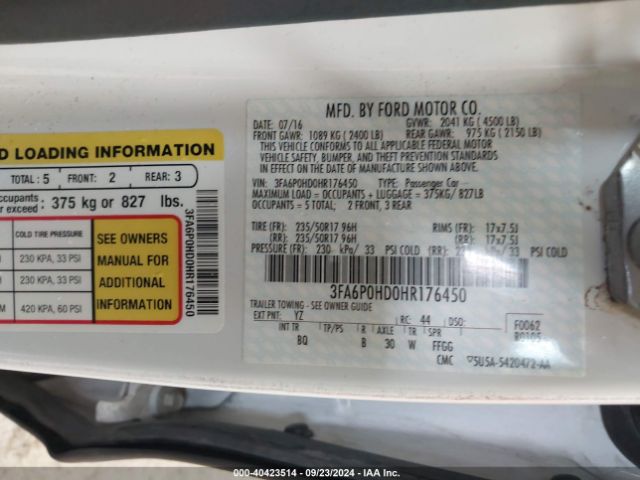 D LOADING INFORMATION
TOTAL: 5 FRONT: 2 REAR: 3
cupants
r exceed : 375 kg or 827 lbs.
COLD TIRE PRESSURE
230 KPA, 33 PSI
230 KPA, 33 PSI
M 420 KPA, 60 PSI
SEE OWNERS
MANUAL FOR
ADDITIONAL
INFORMATION
3FA6P0HD0HR176450
MFD. BY FORD MOTOR CO.
DATE: 07/16 GVWR: 2041 KG ( 4500 LB)
FRONT GAWR: 1089 KG ( 2400 LB) REAR GAWR: 975 KG ( 2150 LB)
THIS VEHICLE CONFORMS TO ALL APPLICABLE FEDERAL MOTOR
VEHICLE SAFETY, BUMPER, AND THEFT PREVENTION STANDARDS
IN EFFECT ON THE DATE OF MANUFACTURE SHOWN ABOVE.
VIN: 3FA6P0HD0HR176450 TYPE: Passenger Car
MAXIMUM LOAD = OCCUPANTS + LUGGAGE = 375KG/ 827LB
OCCUPANTS = 5 TOTAL; 2 FRONT, 3 REAR
TIRE (FR): 235/50R17 96H RIMS (FR): 17x7.5J
(RR): 235/50R17 96H (RR): 17x7.5J
PRESSURE (FR): 230 kPa/ 33 PSI COLD (RR): 33 PSI COLD
3FA6P0HD0HR176450
TRAILER TOWING - SEE OWNER GUIDE
EXT PNT: YZ RC: 44 DSO: F0062
INT TR TP/PS R AXLE TR SPR R0105
BQ B 30 W FFGG
CMC 5U5A-5420472-AA
000-40423514 - 09/23/2024 - IAA Inc.